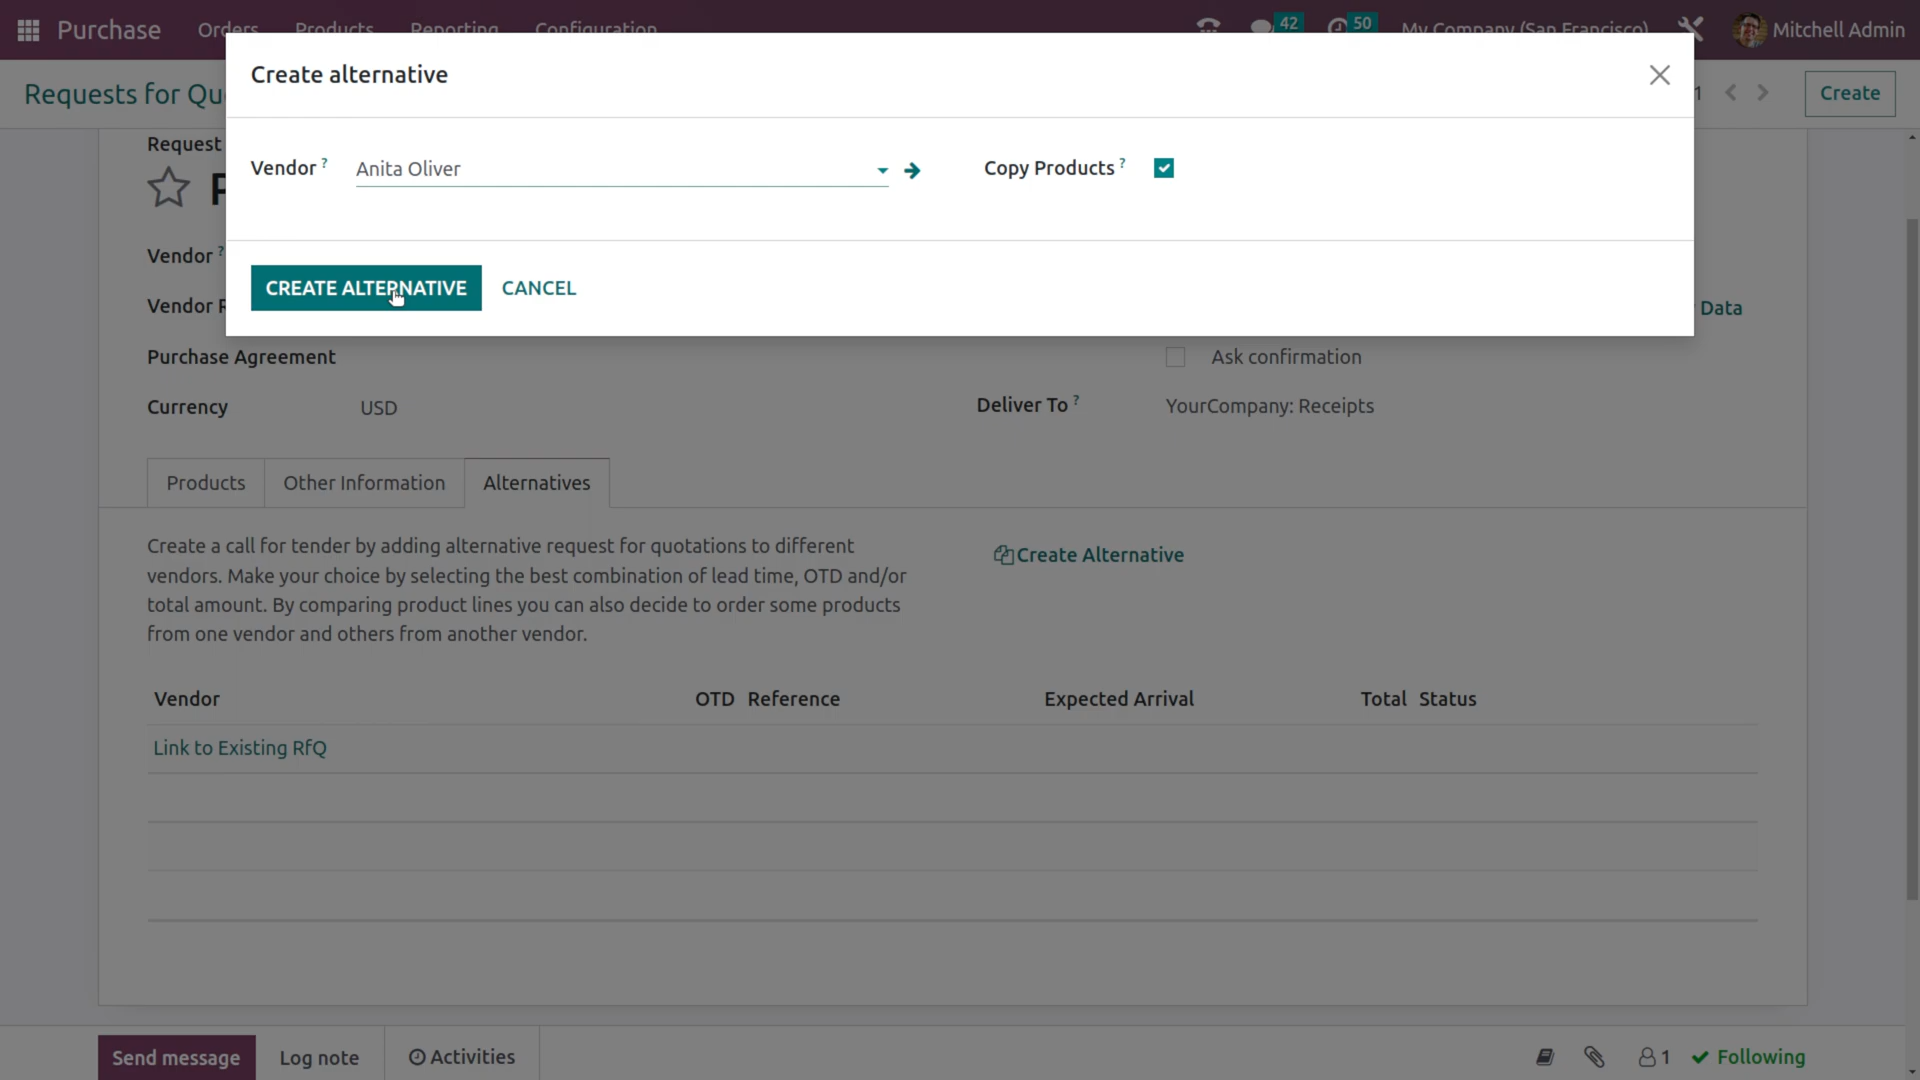 Purchase Orders Products Reporting Configuration 42 50 My Company (San Francisco) Mitchell Admin
Create alternative
Requests for Qu 1 Create
Request
Vendor ? Anita Oliver Copy Products ?
P
Vendor ?
CREATE ALTERNATIVE CANCEL
Vendor R Data
Purchase Agreement Ask confirmation
Currency USD Deliver To ? YourCompany: Receipts
Products Other Information Alternatives
Create a call for tender by adding alternative request for quotations to different
vendors. Make your choice by selecting the best combination of lead time, OTD and/or
total amount. By comparing product lines you can also decide to order some products
from one vendor and others from another vendor.
Create Alternative
Vendor OTD Reference Expected Arrival Total Status
Link to Existing RfQ
Send message Log note Activities 1 Following